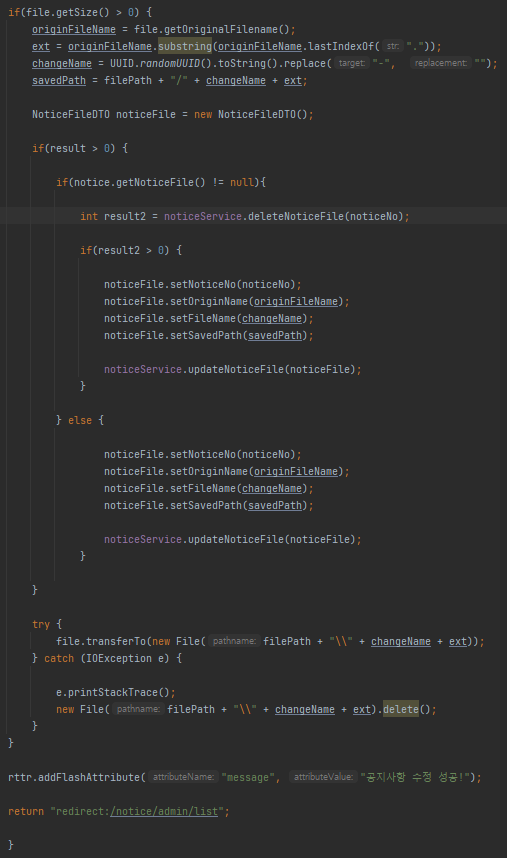 if(file.getSize() > 0) {
originFileName = file.getOriginalFilename();
ext = originFileName.substring(originFileName.lastIndexOf( str: "."));
changeName = UUID.randomUUID().toString().replace( target: "-", replacement: "");
savedPath = filePath + "/" + changeName + ext;
NoticeFileDTO noticeFile = new NoticeFileDTO();
if(result > 0) {
if(notice.getNoticeFile() != null){
int result2 = noticeService.deleteNoticeFile(noticeNo);
if(result2 > 0) {
noticeFile.setNoticeNo(noticeNo);
noticeFile.setOriginName(originFileName);
noticeFile.setFileName(changeName);
noticeFile.setSavedPath(savedPath);
noticeService.updateNoticeFile(noticeFile);
}
} else {
noticeFile.setNoticeNo(noticeNo);
noticeFile.setOriginName(originFileName);
noticeFile.setFileName(changeName);
noticeFile.setSavedPath(savedPath);
noticeService.updateNoticeFile(noticeFile);
}
}
try {
file.transferTo(new File( pathname: filePath + "\\" + changeName + ext));
} catch (IOException e) {
e.printStackTrace();
new File( pathname: filePath + "\\" + changeName + ext).delete();
}
}
rttr.addFlashAttribute( attributeName: "message", attributeValue: "공지사항 수정 성공!");
return "redirect:/notice/admin/list";
}